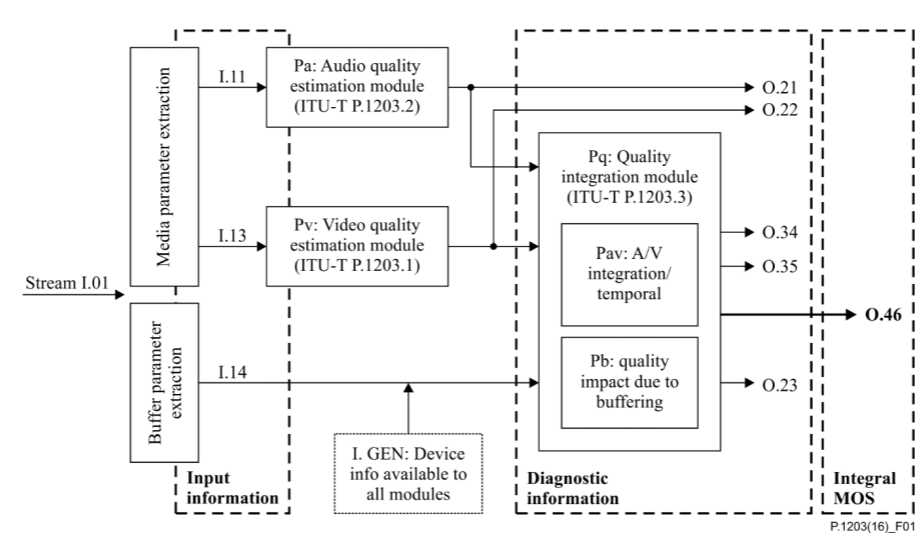 Media parameter extraction
I.11
Pa: Audio quality
estimation module
(ITU-T P.1203.2)
O.21
O.22
Pq: Quality
integration module
(ITU-T P.1203.3)
I.13
Pv: Video quality
estimation module
(ITU-T P.1203.1)
O.34
Pav: A/V
integration/
temporal
O.35
Stream I.01
O.46
Buffer parameter
extraction
I.14
Pb: quality
impact due to
buffering
O.23
I. GEN: Device
info available to
all modules
Input
information
Diagnostic
information
Integral
MOS
P.1203(16)_F01